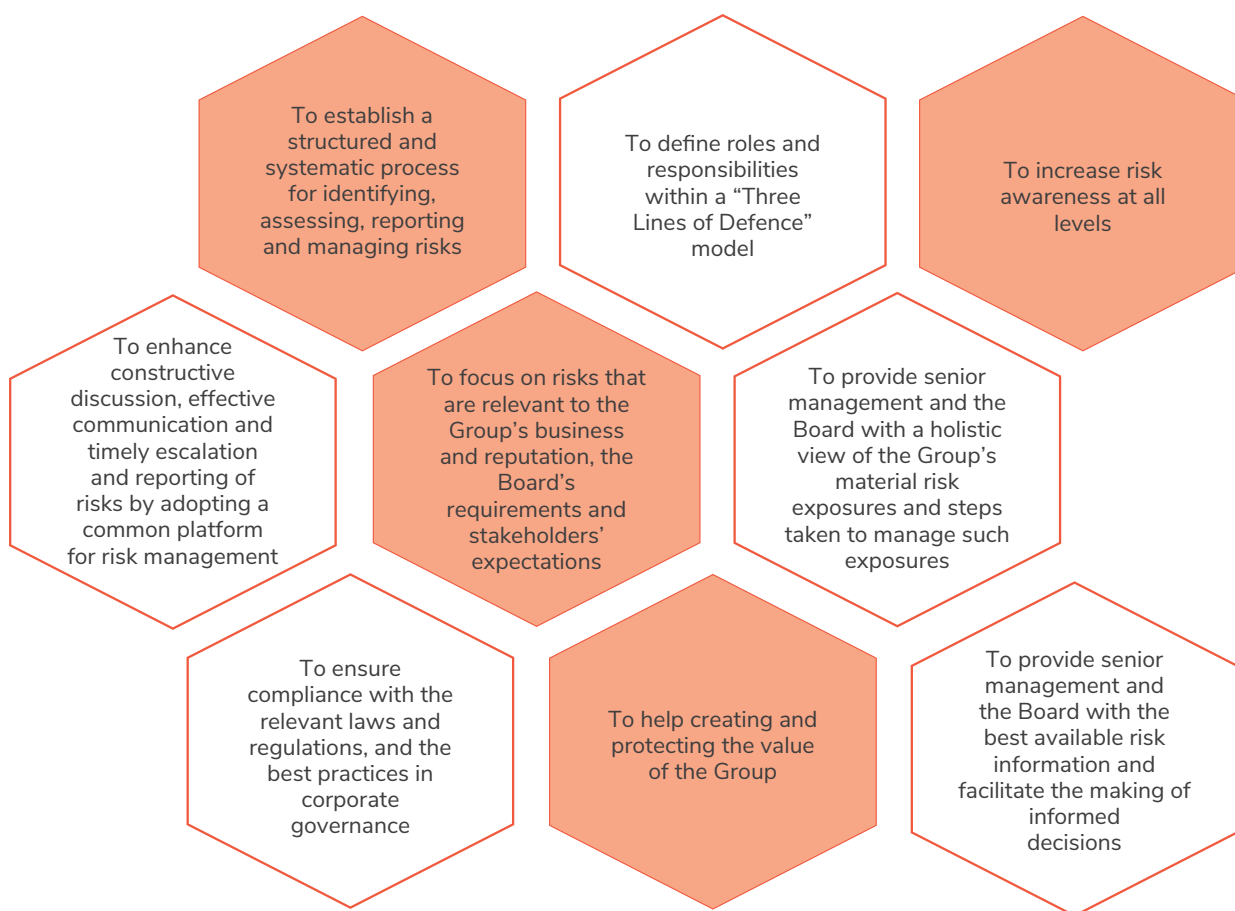 To establish a
structured and
systematic process
for identifying,
assessing, reporting
and managing risks
To define roles and
responsibilities
within a “Three
Lines of Defence”
model
To increase risk
awareness at all
levels
To enhance
constructive
discussion, effective
communication and
timely escalation
and reporting of
risks by adopting a
common platform
for risk management
To focus on risks that
are relevant to the
Group’s business
and reputation, the
Board’s
requirements and
stakeholders’
expectations
To provide senior
management and the
Board with a holistic
view of the Group’s
material risk
exposures and steps
taken to manage such
exposures
To ensure
compliance with the
relevant laws and
regulations, and the
best practices in
corporate
governance
To help creating and
protecting the value
of the Group
To provide senior
management and
the Board with the
best available risk
information and
facilitate the making of
informed
decisions